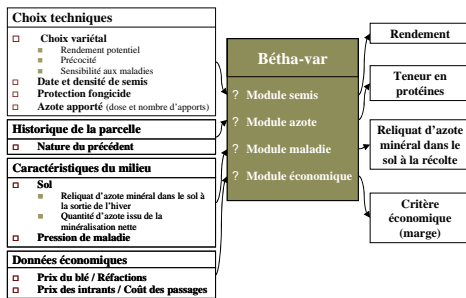 Choix techniques
Choix variétal
Rendement potentiel
Précocité
Sensibilité aux maladies
Date et densité de semis
Protection fongicide
Azote apporté (dose et nombre d'apports)
Historique de la parcelle
Nature du précédent
Caractéristiques du milieu
Sol
Reliquat d'azote minéral dans le sol à
la sortie de l'hiver
Quantité d'azote issu de la
minéralisation nette
Pression de maladie
Données économiques
Prix du blé / Réfactions
Prix des intrants / Coût des passages
Bétha-var
? Module semis
? Module azote
? Module maladie
? Module économique
Rendement
Teneur en
protéines
Reliquat d'azote
minéral dans le
sol à la récolte
Critère
économique
(marge)